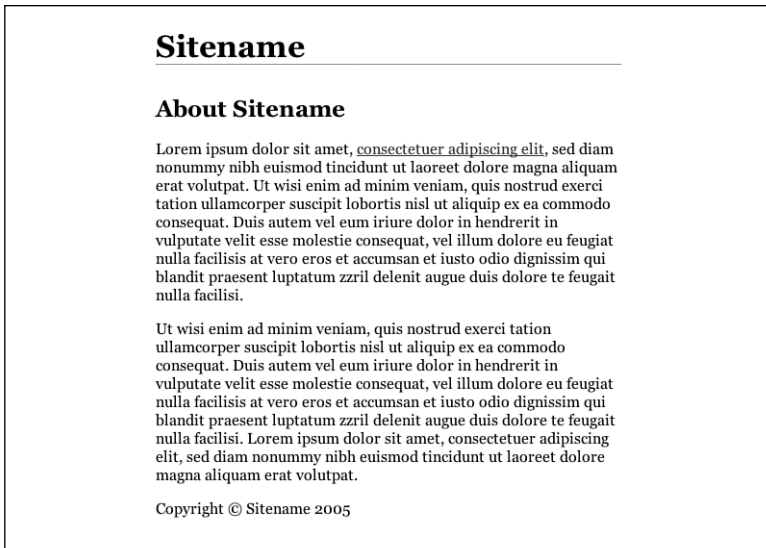 Sitename
About Sitename
Lorem ipsum dolor sit amet, consectetuer adipiscing elit, sed diam
nonummy nibh euismod tincidunt ut laoreet dolore magna aliquam
erat volutpat. Ut wisi enim ad minim veniam, quis nostrud exerci
tation ullamcorper suscipit lobortis nisl ut aliquip ex ea commodo
consequat. Duis autem vel eum iriure dolor in hendrerit in
vulputate velit esse molestie consequat, vel illum dolore eu feugiat
nulla facilisis at vero eros et accumsan et iusto odio dignissim qui
blandit praesent luptatum zzril delenit augue duis dolore te feugait
nulla facilisi.
Ut wisi enim ad minim veniam, quis nostrud exerci tation
ullamcorper suscipit lobortis nisl ut aliquip ex ea commodo
consequat. Duis autem vel eum iriure dolor in hendrerit in
vulputate velit esse molestie consequat, vel illum dolore eu feugiat
nulla facilisis at vero eros et accumsan et iusto odio dignissim qui
blandit praesent luptatum zzril delenit augue duis dolore te feugait
nulla facilisi. Lorem ipsum dolor sit amet, consectetuer adipiscing
elit, sed diam nonummy nibh euismod tincidunt ut laoreet dolore
magna aliquam erat volutpat.
Copyright © Sitename 2005